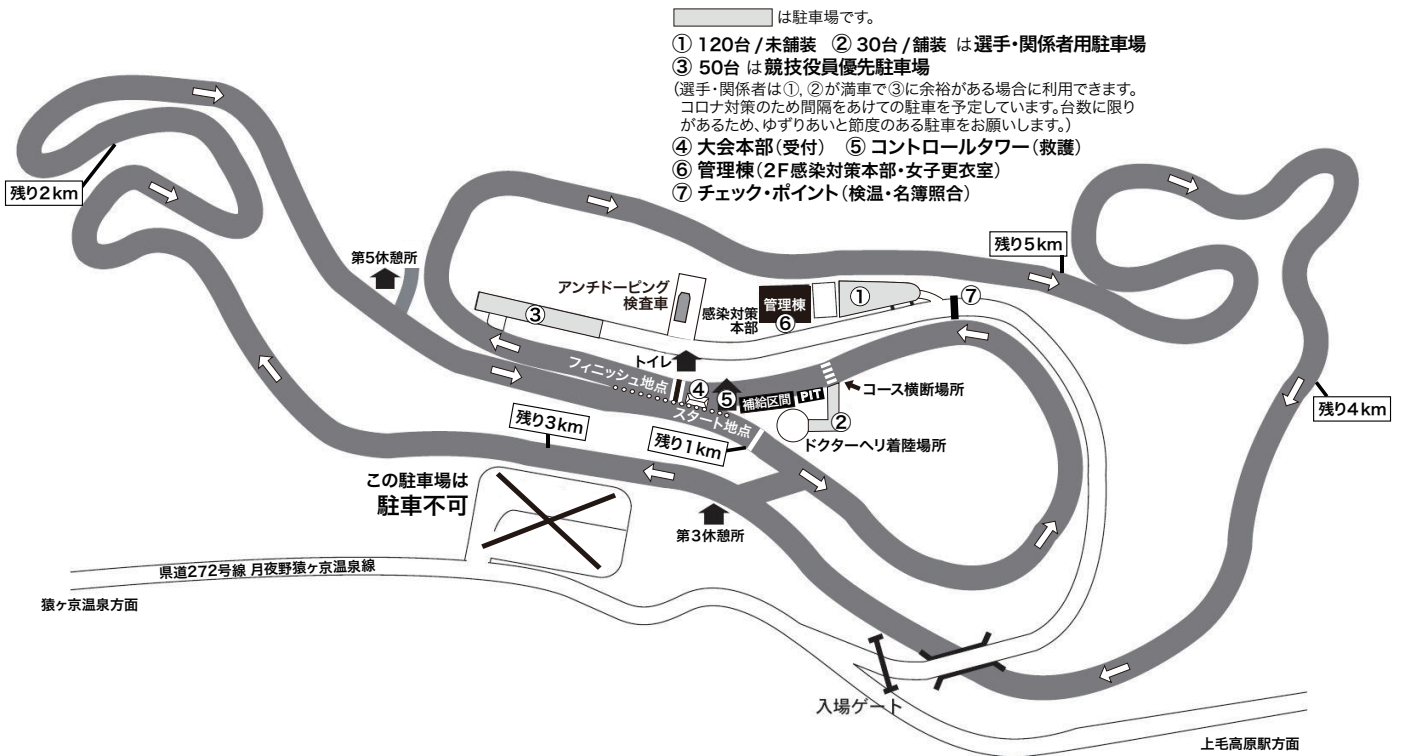 は駐車場です。
① 120台 / 未舗装 ② 30台 / 舗装 は 選手・関係者用駐車場
③ 50台 は 競技役員優先駐車場
(選手・関係者は①, ②が満車で③に余裕がある場合に利用できます。
コロナ対策のため間隔をあけての駐車を予定しています。台数に限り
があるため、ゆずりあいと節度のある駐車をお願いします。)
④ 大会本部(受付) ⑤ コントロールタワー(救護)
⑥ 管理棟(2F感染対策本部・女子更衣室)
⑦ チェック・ポイント(検温・名簿照合)
残り2km
第5休憩所
残り5km
アンチドーピング
検査車
③
感染対策
本部
管理棟
⑥
①
⑦
トイレ
フィニッシュ地点
④
⑤
補給区間
PIT
コース横断場所
②
スタート地点
ドクターヘリ着陸場所
残り4km
残り3km
残り1km
この駐車場は
駐車不可
第3休憩所
県道272号線 月夜野猿ヶ京温泉線
猿ヶ京温泉方面
入場ゲート
上毛高原駅方面